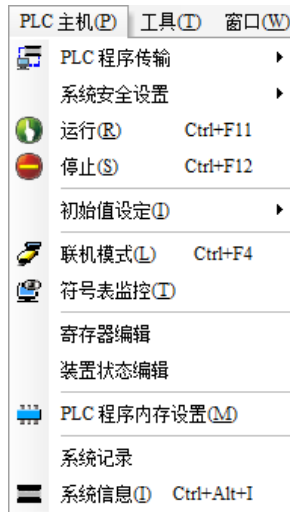 PLC 主机(P) 工具(T) 窗口(W)
PLC 程序传输
系统安全设置
运行(R) Ctrl+F11
停止(S) Ctrl+F12
初始值设定(I)
联机模式(L) Ctrl+F4
符号表监控(T)
寄存器编辑
装置状态编辑
PLC 程序内存设置(M)
系统记录
系统信息(I) Ctrl+Alt+I